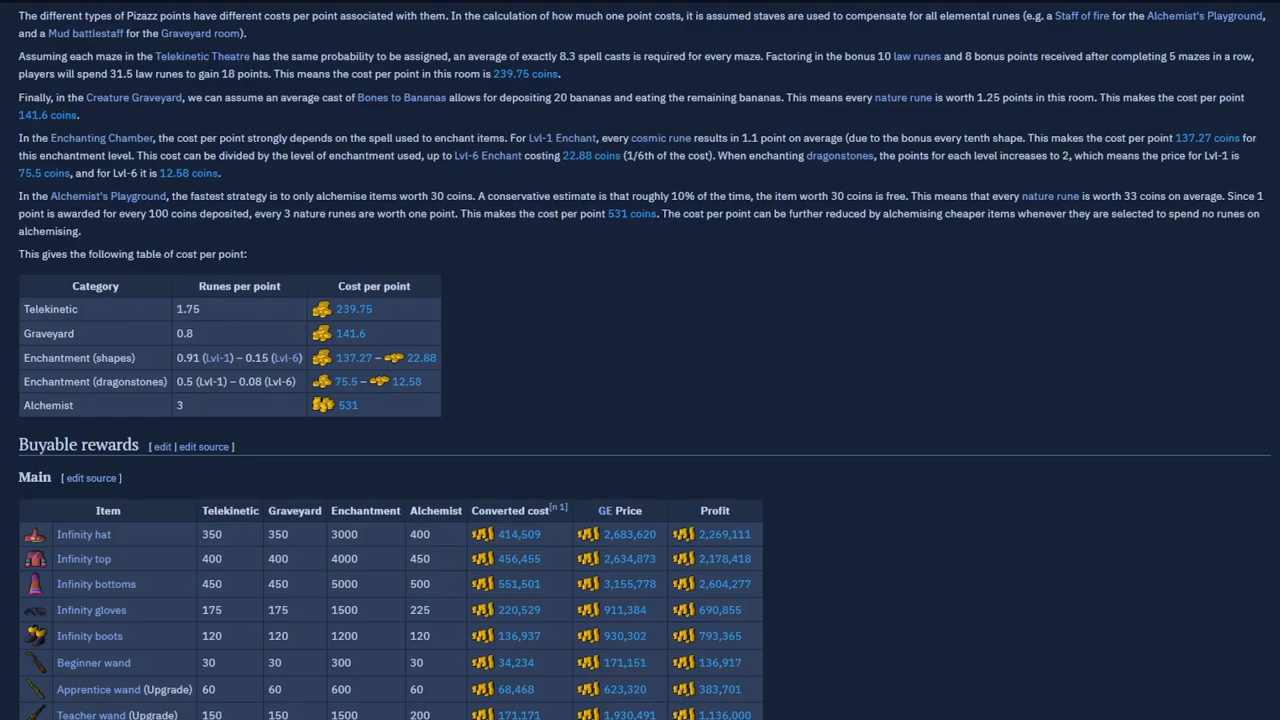 The different types of Pizazz points have different costs per point associated with them. In the calculation of how much one point costs, it is assumed staves are used to compensate for all elemental runes (e.g. a Staff of fire for the Alchemist's Playground,
and a Mud battlestaff for the Graveyard room).
Assuming each maze in the Telekinetic Theatre has the same probability to be assigned, an average of exactly 8.3 spell casts is required for every maze. Factoring in the bonus 10 law runes and 8 bonus points received after completing 5 mazes in a row,
players will spend 31.5 law runes to gain 18 points. This means the cost per point in this room is 239.75 coins.
Finally, in the Creature Graveyard, we can assume an average cast of Bones to Bananas allows for depositing 20 bananas and eating the remaining bananas. This means every nature rune is worth 1.25 points in this room. This makes the cost per point
141.6 coins.
In the Enchanting Chamber, the cost per point strongly depends on the spell used to enchant items. For Lvl-1 Enchant, every cosmic rune results in 1.1 point on average (due to the bonus every tenth shape. This makes the cost per point 137.27 coins for
this enchantment level. This cost can be divided by the level of enchantment used, up to Lvl-6 Enchant costing 22.88 coins (1/6th of the cost). When enchanting dragonstones, the points for each level increases to 2, which means the price for Lvl-1 is
75.5 coins, and for Lvl-6 it is 12.58 coins.
In the Alchemist's Playground, the fastest strategy is to only alchemise items worth 30 coins. A conservative estimate is that roughly 10% of the time, the item worth 30 coins is free. This means that every nature rune is worth 33 coins on average. Since 1
point is awarded for every 100 coins deposited, every 3 nature runes are worth one point. This makes the cost per point 531 coins. The cost per point can be further reduced by alchemising cheaper items whenever they are selected to spend no runes on
alchemising.
This gives the following table of cost per point:
Category Runes per point Cost per point
Telekinetic 1.75 239.75
Graveyard 0.8 141.6
Enchantment (shapes) 0.91 (Lvl-1) – 0.15 (Lvl-6) 137.27 – 22.88
Enchantment (dragonstones) 0.5 (Lvl-1) – 0.08 (Lvl-6) 75.5 – 12.58
Alchemist 3 531
Buyable rewards [ edit | edit source ]
Main [ edit source ]
Item Telekinetic Graveyard Enchantment Alchemist Converted cost[n 1] GE Price Profit
Infinity hat 350 350 3000 400 414,509 2,683,620 2,269,111
Infinity top 400 400 4000 450 456,455 2,634,873 2,178,418
Infinity bottoms 450 450 5000 500 551,501 3,155,778 2,604,277
Infinity gloves 175 175 1500 225 220,529 911,384 690,855
Infinity boots 120 120 1200 120 136,937 930,302 793,365
Beginner wand 30 30 300 30 34,234 171,151 136,917
Apprentice wand (Upgrade) 60 60 600 60 68,468 623,320 383,701
Teacher wand (Upgrade) 150 150 1500 200 171,171 1,930,491 1,136,000